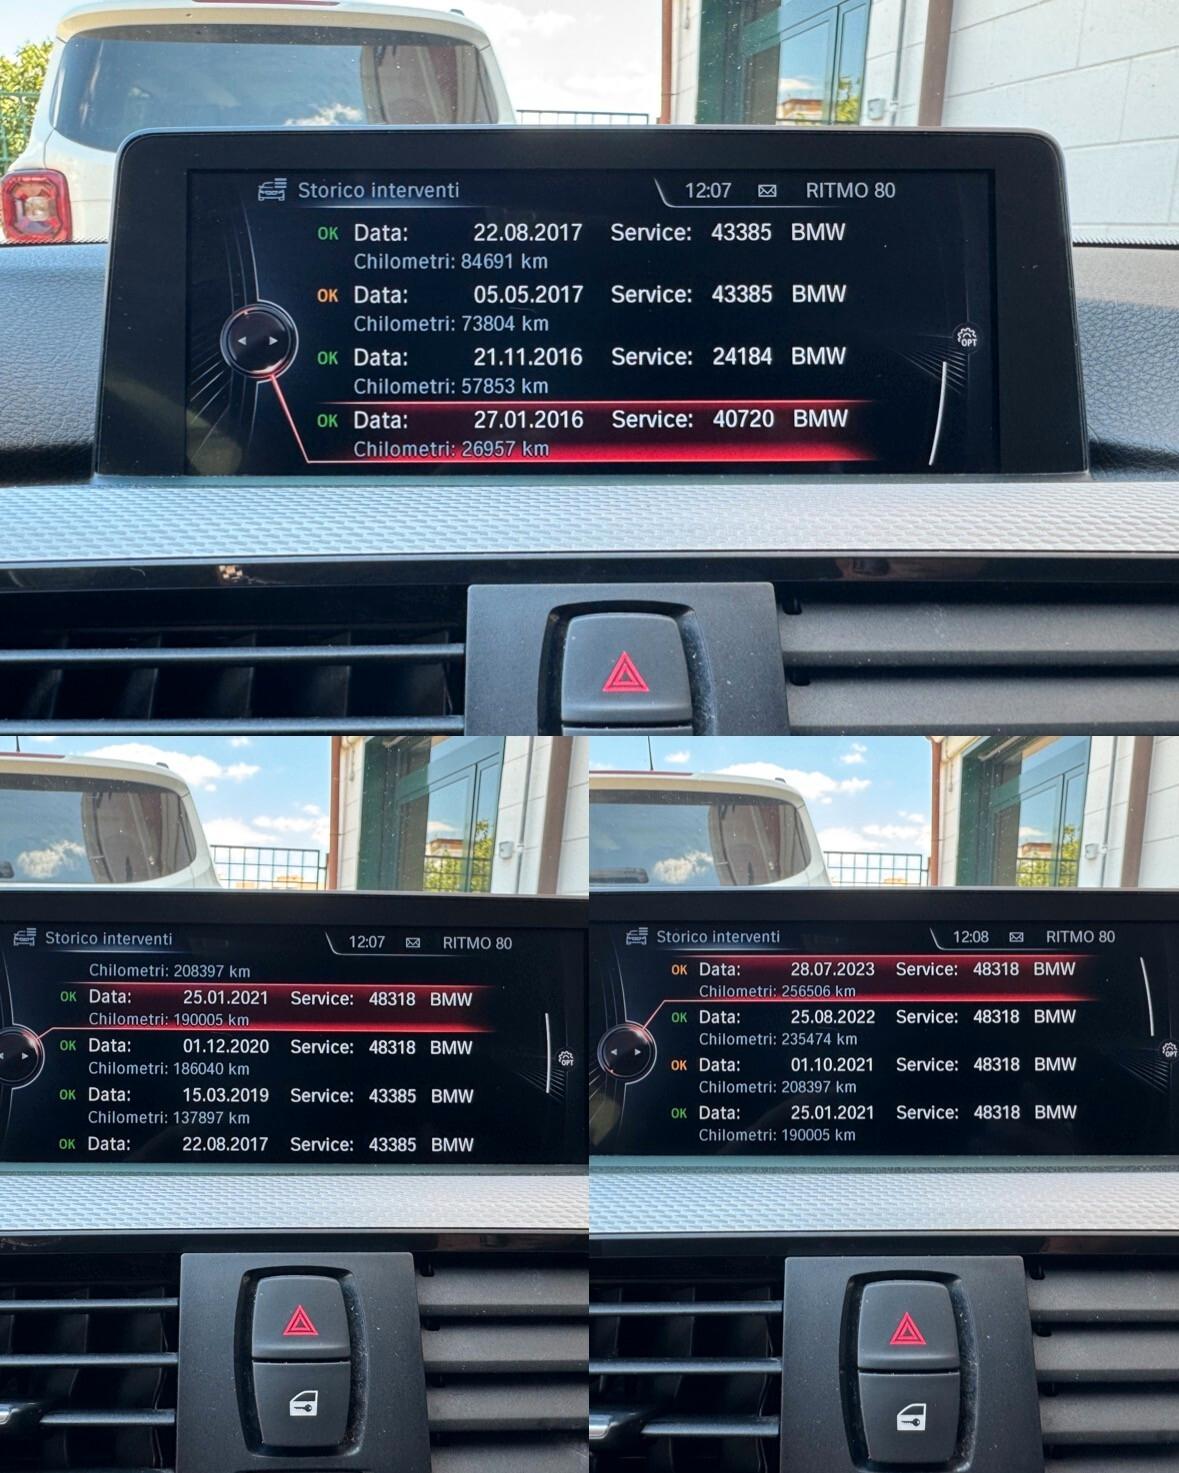 Storico interventi 12:07 RITMO 80
OK Data: 22.08.2017 Service: 43385 BMW
Chilometri: 84691 km
OK Data: 05.05.2017 Service: 43385 BMW
Chilometri: 73804 km
OK Data: 21.11.2016 Service: 24184 BMW
Chilometri: 57853 km
OK Data: 27.01.2016 Service: 40720 BMW
Chilometri: 26957 km
OPT
Storico interventi 12:07 RITMO 80
Chilometri: 208397 km
OK Data: 25.01.2021 Service: 48318 BMW
Chilometri: 190005 km
OK Data: 01.12.2020 Service: 48318 BMW
Chilometri: 186040 km
OK Data: 15.03.2019 Service: 43385 BMW
Chilometri: 137897 km
OK Data: 22.08.2017 Service: 43385 BMW
OPT
Storico interventi 12:08 RITMO 80
OK Data: 28.07.2023 Service: 48318 BMW
Chilometri: 256506 km
OK Data: 25.08.2022 Service: 48318 BMW
Chilometri: 235474 km
OK Data: 01.10.2021 Service: 48318 BMW
Chilometri: 208397 km
OK Data: 25.01.2021 Service: 48318 BMW
Chilometri: 190005 km
OPT